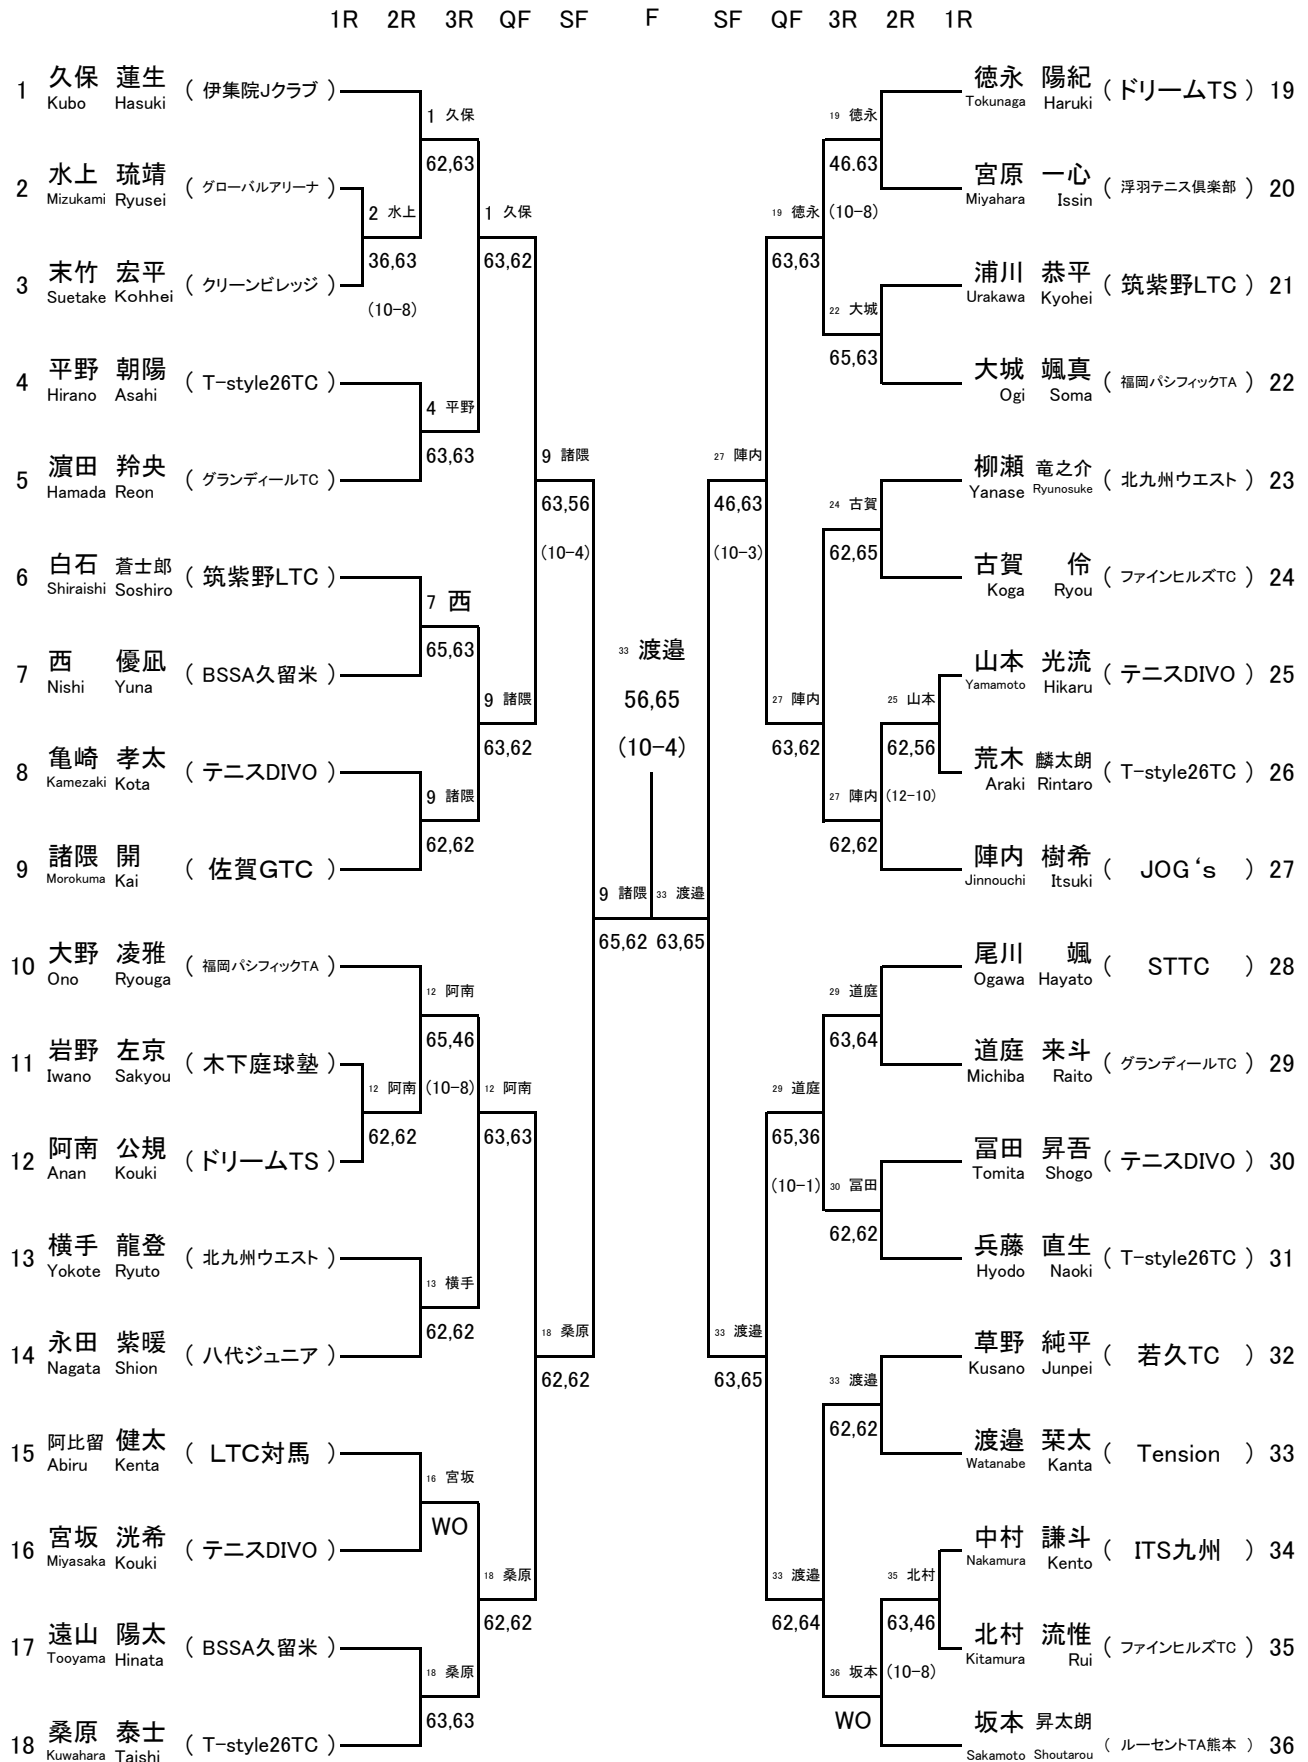 1R 2R 3R QF SF F SF QF 3R 2R 1R
1 久保 蓮生 ( 伊集院Jクラブ )
Kubo Hasuki
2 水上 琉靖 ( グローバルアリーナ )
Mizukami Ryusei
3 末竹 宏平 ( クリーンビレッジ )
Suetake Kohhei
4 平野 朝陽 ( T-style26TC )
Hirano Asahi
5 濵田 羚央 ( グランディールTC )
Hamada Reon
6 白石 蒼士郎 ( 筑紫野LTC )
Shiraishi Soshiro
7 西 優凪 ( BSSA久留米 )
Nishi Yuna
8 亀崎 孝太 ( テニスDIVO )
Kamezaki Kota
9 諸隈 開 ( 佐賀GTC )
Morokuma Kai
10 大野 凌雅 ( 福岡パシフィックTA )
Ono Ryouga
11 岩野 左京 ( 木下庭球塾 )
Iwano Sakyou
12 阿南 公規 ( ドリームTS )
Anan Kouki
13 横手 龍登 ( 北九州ウエスト )
Yokote Ryuto
14 永田 紫暖 ( 八代ジュニア )
Nagata Shion
15 阿比留 健太 ( LTC対馬 )
Abiru Kenta
16 宮坂 洸希 ( テニスDIVO )
Miyasaka Kouki
17 遠山 陽太 ( BSSA久留米 )
Tooyama Hinata
18 桑原 泰士 ( T-style26TC )
Kuwahara Taishi
2 水上
36,63
(10-8)
12 阿南
62,62
1 久保
62,63
4 平野
63,63
7 西
65,63
9 諸隈
62,62
12 阿南
65,46
(10-8)
13 横手
62,62
16 宮坂
WO
18 桑原
63,63
1 久保
63,62
9 諸隈
63,62
12 阿南
63,63
18 桑原
62,62
9 諸隈
63,56
(10-4)
18 桑原
62,62
9 諸隈
65,62
33 渡邉
56,65
(10-4)
33 渡邉
63,65
27 陣内
46,63
(10-3)
33 渡邉
63,65
19 徳永
63,63
27 陣内
63,62
29 道庭
65,36
(10-1)
33 渡邉
62,64
19 徳永
46.63
(10-8)
22 大城
65,63
24 古賀
62,65
27 陣内
62,62
29 道庭
63,64
30 冨田
62,62
33 渡邉
62,62
36 坂本
WO
25 山本
62,56
(12-10)
35 北村
63,46
(10-8)
徳永 陽紀 ( ドリームTS ) 19
Tokunaga Haruki
宮原 一心 ( 浮羽テニス倶楽部 ) 20
Miyahara Issin
浦川 恭平 ( 筑紫野LTC ) 21
Urakawa Kyohei
大城 颯真 ( 福岡パシフィックTA ) 22
Ogi Soma
柳瀬 竜之介 ( 北九州ウエスト ) 23
Yanase Ryunosuke
古賀 伶 ( ファインヒルズTC ) 24
Koga Ryou
山本 光流 ( テニスDIVO ) 25
Yamamoto Hikaru
荒木 麟太朗 ( T-style26TC ) 26
Araki Rintaro
陣内 樹希 ( JOG‘s ) 27
Jinnouchi Itsuki
尾川 颯 ( STTC ) 28
Ogawa Hayato
道庭 来斗 ( グランディールTC ) 29
Michiba Raito
冨田 昇吾 ( テニスDIVO ) 30
Tomita Shogo
兵藤 直生 ( T-style26TC ) 31
Hyodo Naoki
草野 純平 ( 若久TC ) 32
Kusano Junpei
渡邉 栞太 ( Tension ) 33
Watanabe Kanta
中村 謙斗 ( ITS九州 ) 34
Nakamura Kento
北村 流惟 ( ファインヒルズTC ) 35
Kitamura Rui
坂本 昇太朗 ( ルーセントTA熊本 ) 36
Sakamoto Shoutarou